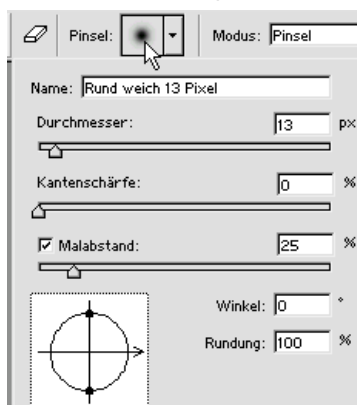 Pinsel: Modus: Pinsel
Name: Rund weich 13 Pixel
Durchmesser: 13 px
Kantenschärfe: 0 %
Malabstand: 25 %
Winkel: 0 °
Rundung: 100 %